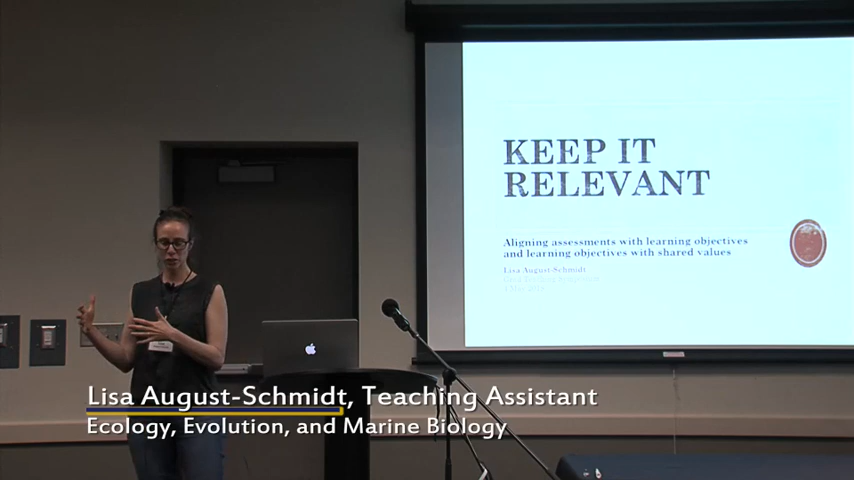 KEEP IT
RELEVANT
Aligning assessments with learning objectives
and learning objectives with shared values
Lisa August-Schmidt
Lisa August-Schmidt, Teaching Assistant
Ecology, Evolution, and Marine Biology